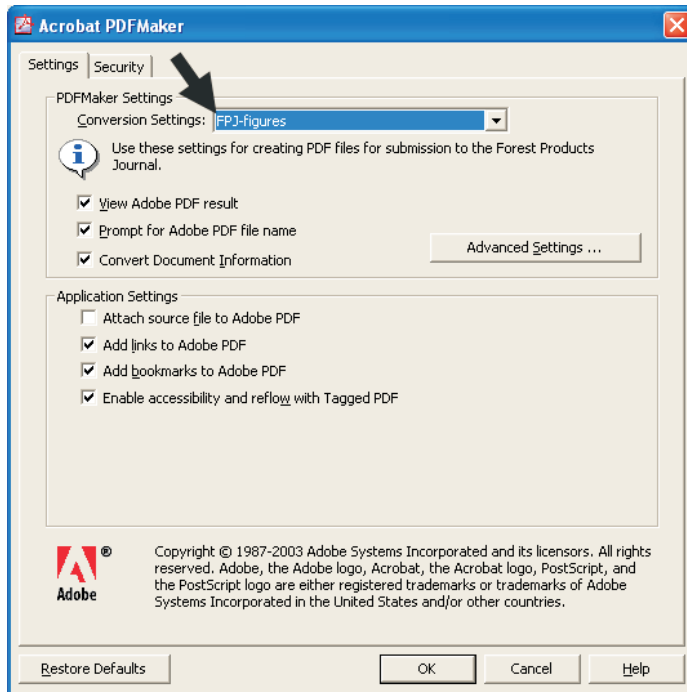 Acrobat PDFMaker
Settings Security
PDFMaker Settings
Conversion Settings: FPJ-figures
Use these settings for creating PDF files for submission to the Forest Products
Journal.
View Adobe PDF result
Prompt for Adobe PDF file name
Advanced Settings ...
Convert Document Information
Application Settings
Attach source file to Adobe PDF
Add links to Adobe PDF
Add bookmarks to Adobe PDF
Enable accessibility and reflow with Tagged PDF
Copyright © 1987-2003 Adobe Systems Incorporated and its licensors. All rights
reserved. Adobe, the Adobe logo, Acrobat, the Acrobat logo, PostScript, and
the PostScript logo are either registered trademarks or trademarks of Adobe
Systems Incorporated in the United States and/or other countries.
®
Adobe
Restore Defaults OK Cancel Help